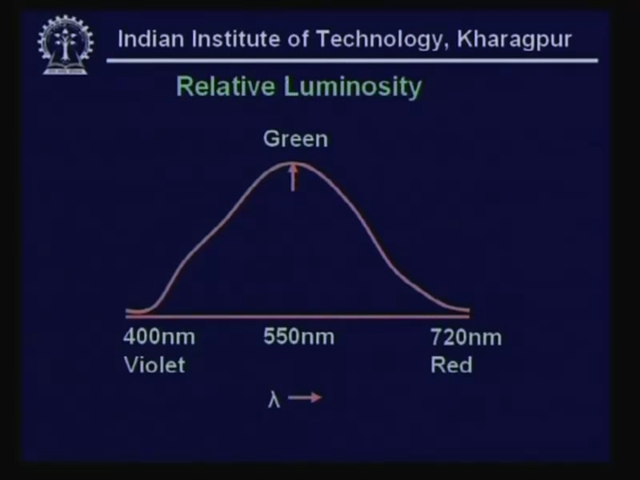 Indian Institute of Technology, Kharagpur
Relative Luminosity
Green
400nm 550nm 720nm
Violet Red
λ